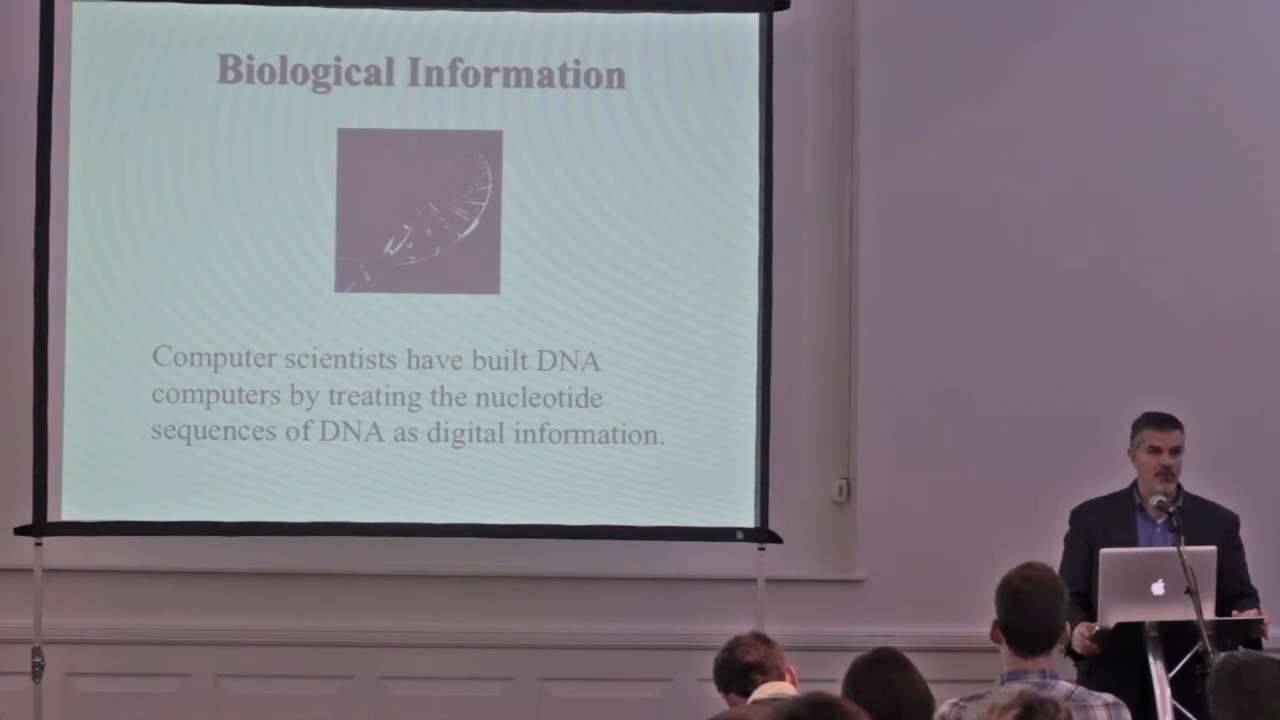 Biological Information
Computer scientists have built DNA
computers by treating the nucleotide
sequences of DNA as digital information.